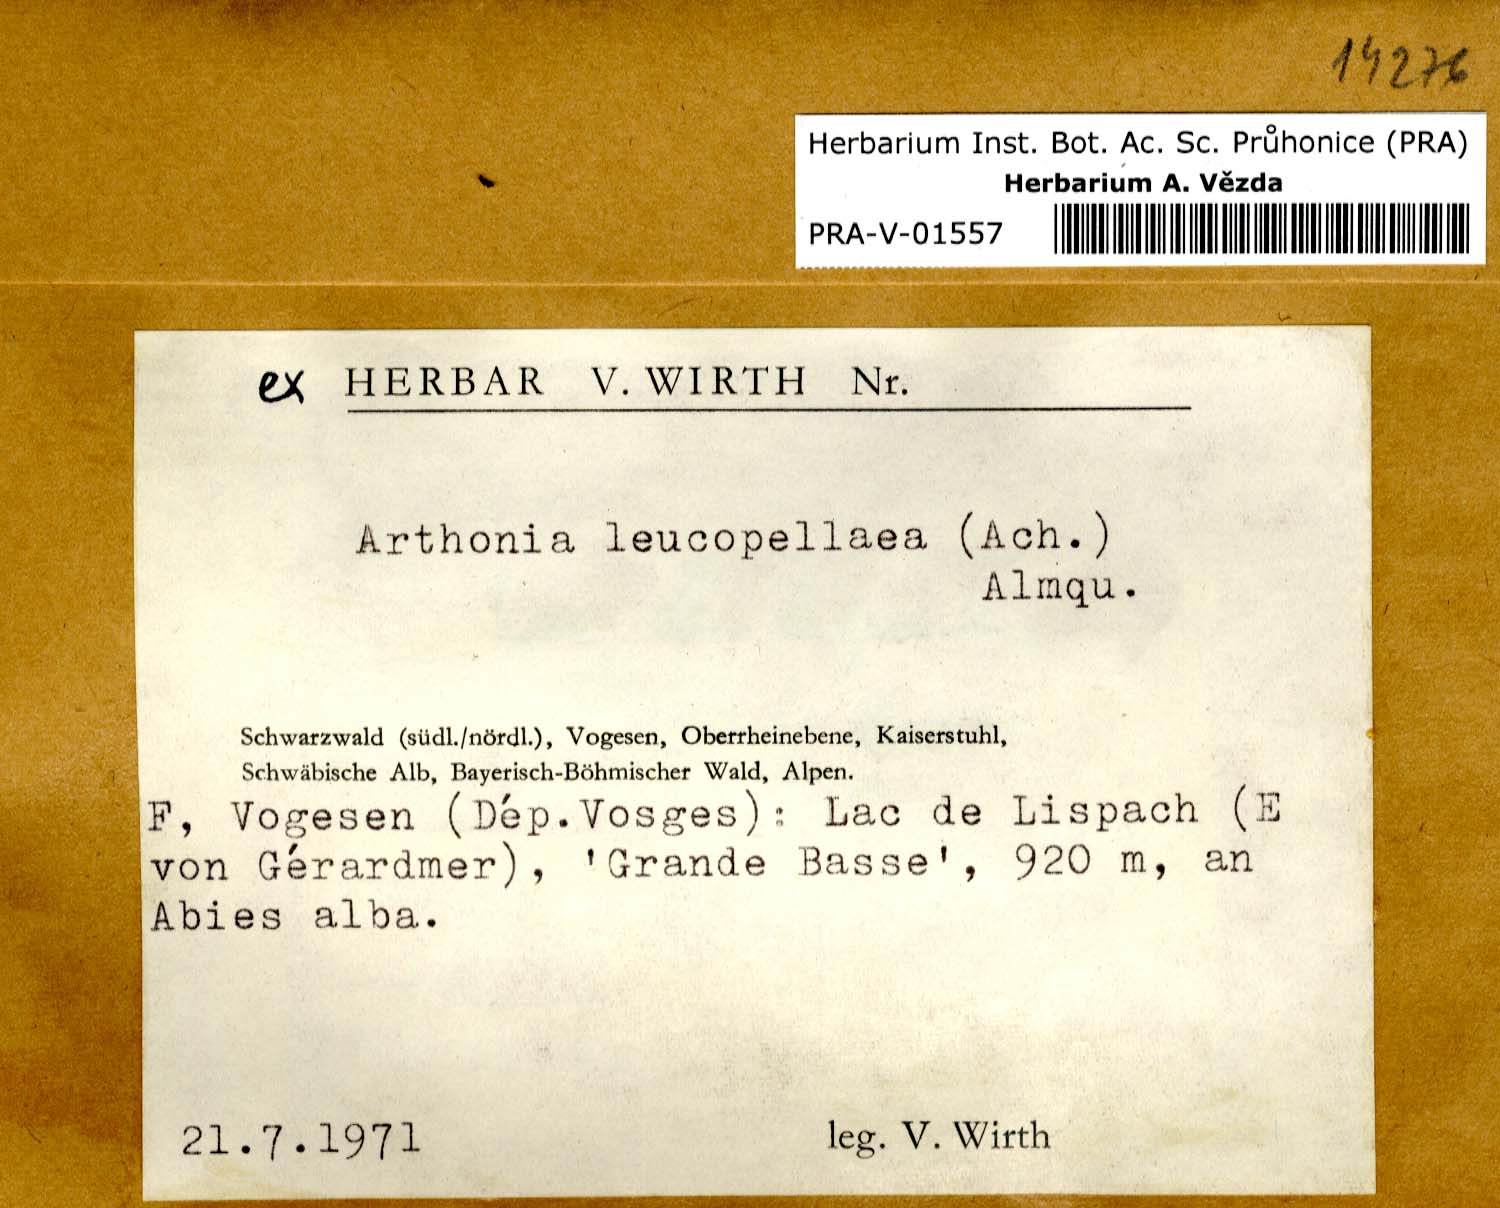 14276
Herbarium Inst. Bot. Ac. Sc. Průhonice (PRA)
Herbarium A. Vězda
PRA-V-01557
ex HERBAR V. WIRTH Nr.
Arthonia leucopellaea (Ach.)
Almqu.
Schwarzwald (südl./nördl.), Vogesen, Oberrheinebene, Kaiserstuhl,
Schwäbische Alb, Bayerisch-Böhmischer Wald, Alpen.
F, Vogesen (Dép.Vosges): Lac de Lispach (E
von Gérardmer), 'Grande Basse', 920 m, an
Abies alba.
21.7.1971 leg. V. Wirth